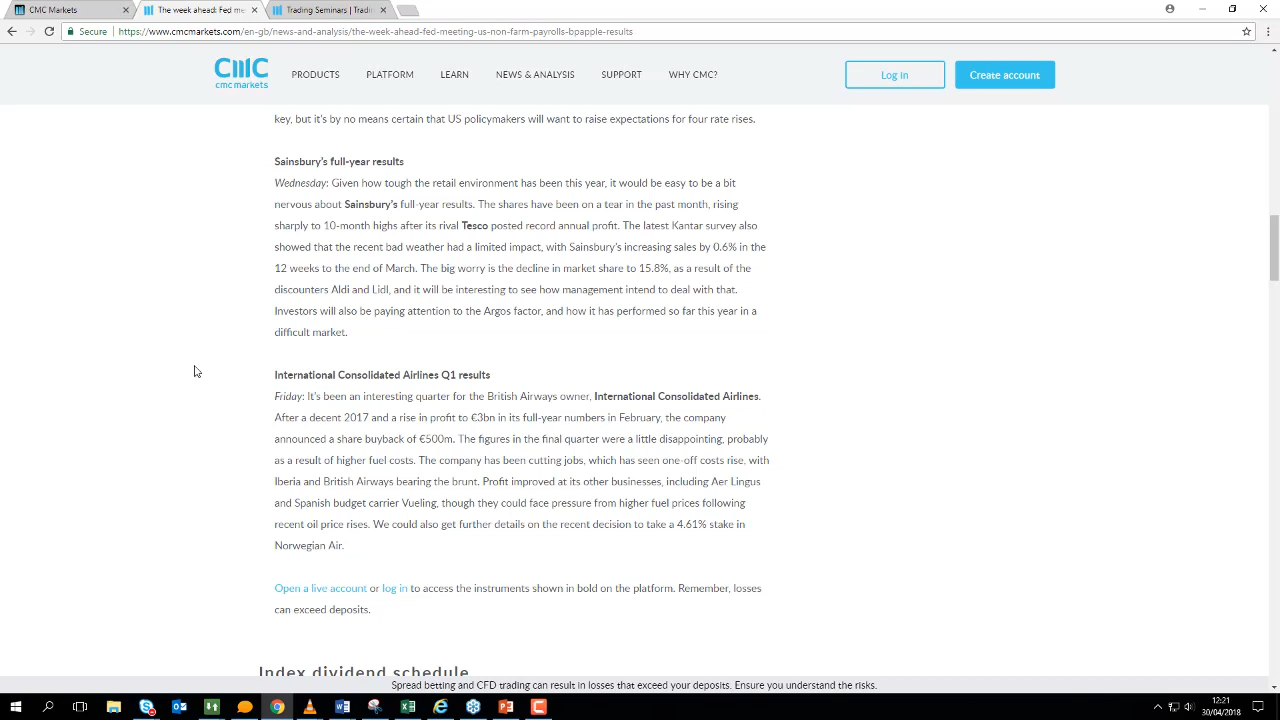 CMC Markets
The week ahead: Fed me
Trading Seminars | Tradi
Secure
https://www.cmcmarkets.com/en-gb/news-and-analysis/the-week-ahead-fed-meeting-us-non-farm-payrolls-bpapple-results
cmc
cmc markets
PRODUCTS
PLATFORM
LEARN
NEWS & ANALYSIS
SUPPORT
WHY CMC?
Log in
Create account
key, but it's by no means certain that US policymakers will want to raise expectations for four rate rises.
Sainsbury's full-year results
Wednesday: Given how tough the retail environment has been this year, it would be easy to be a bit
nervous about Sainsbury's full-year results. The shares have been on a tear in the past month, rising
sharply to 10-month highs after its rival Tesco posted record annual profit. The latest Kantar survey also
showed that the recent bad weather had a limited impact, with Sainsbury's increasing sales by 0.6% in the
12 weeks to the end of March. The big worry is the decline in market share to 15.8%, as a result of the
discounters Aldi and Lidl, and it will be interesting to see how management intend to deal with that.
Investors will also be paying attention to the Argos factor, and how it has performed so far this year in a
difficult market.
International Consolidated Airlines Q1 results
Friday: It's been an interesting quarter for the British Airways owner, International Consolidated Airlines.
After a decent 2017 and a rise in profit to €3bn in its full-year numbers in February, the company
announced a share buyback of €500m. The figures in the final quarter were a little disappointing, probably
as a result of higher fuel costs. The company has been cutting jobs, which has seen one-off costs rise, with
Iberia and British Airways bearing the brunt. Profit improved at its other businesses, including Aer Lingus
and Spanish budget carrier Vueling, though they could face pressure from higher fuel prices following
recent oil price rises. We could also get further details on the recent decision to take a 4.61% stake in
Norwegian Air.
Open a live account or log in to access the instruments shown in bold on the platform. Remember, losses
can exceed deposits.
Index dividend schedule
Spread betting and CFD trading can result in losses that exceed your deposits. Ensure you understand the risks.
12:21
30/04/2018